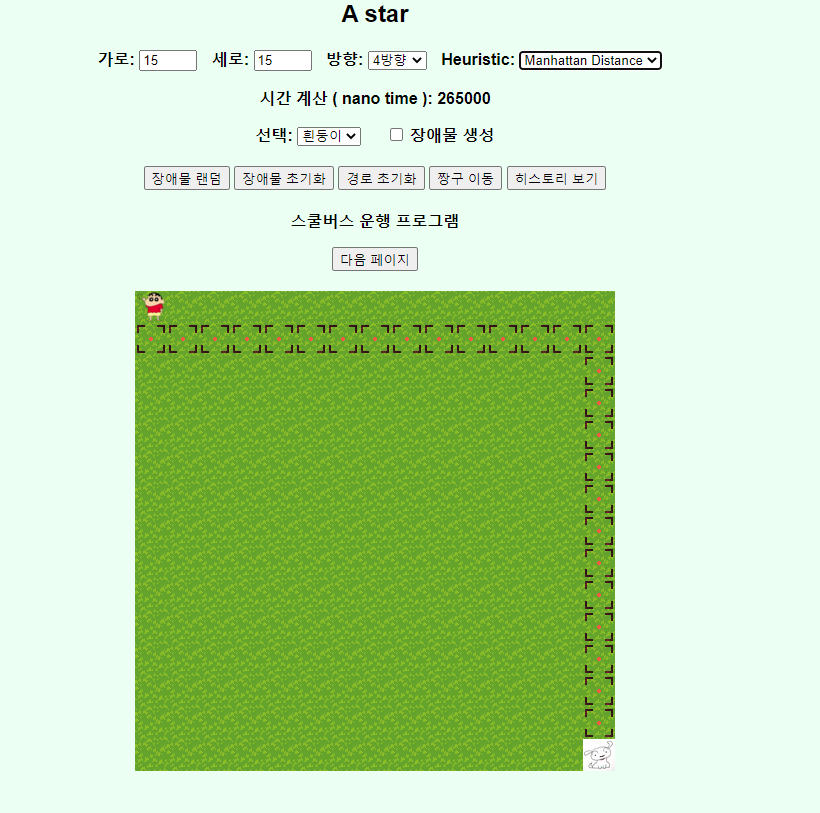 A star
가로: 15 세로: 15 방향: 4방향 Heuristic: Manhattan Distance
시간 계산 ( nano time ): 265000
선택: 흰둥이 장애물 생성
장애물 랜덤 장애물 초기화 경로 초기화 짱구 이동 히스토리 보기
스쿨버스 운행 프로그램
다음 페이지